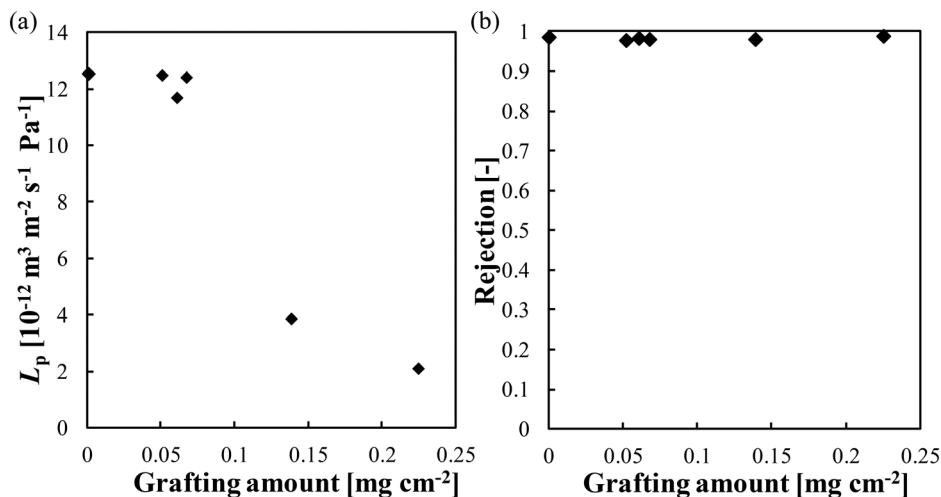 (a)
14
12
10
8
6
4
2
0
0 0.05 0.1 0.15 0.2 0.25
Lp [10-12 m3 m-2 s-1 Pa-1]
Grafting amount [mg cm-2]
(b)
1
0.9
0.8
0.7
0.6
0.5
0.4
0.3
0.2
0.1
0
0 0.05 0.1 0.15 0.2 0.25
Rejection [-]
Grafting amount [mg cm-2]